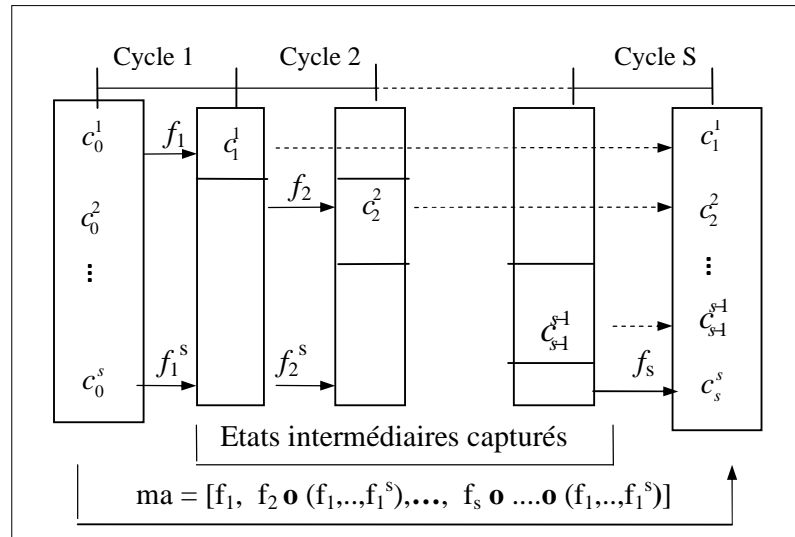 Cycle 1 Cycle 2 Cycle S
c_0^1 f_1 c_1^1 c_1^1
c_0^2 f_2 c_2^2 c_2^2
⋮ ⋮
c_{s-1}^{s-1} c_{s-1}^{s-1}
c_0^s f_1^s f_2^s f_s c_s^s
Etats intermédiaires capturés
ma = [f_1, f_2 o (f_1,..,f_1^s),..., f_s o ....o (f_1,..,f_1^s)]